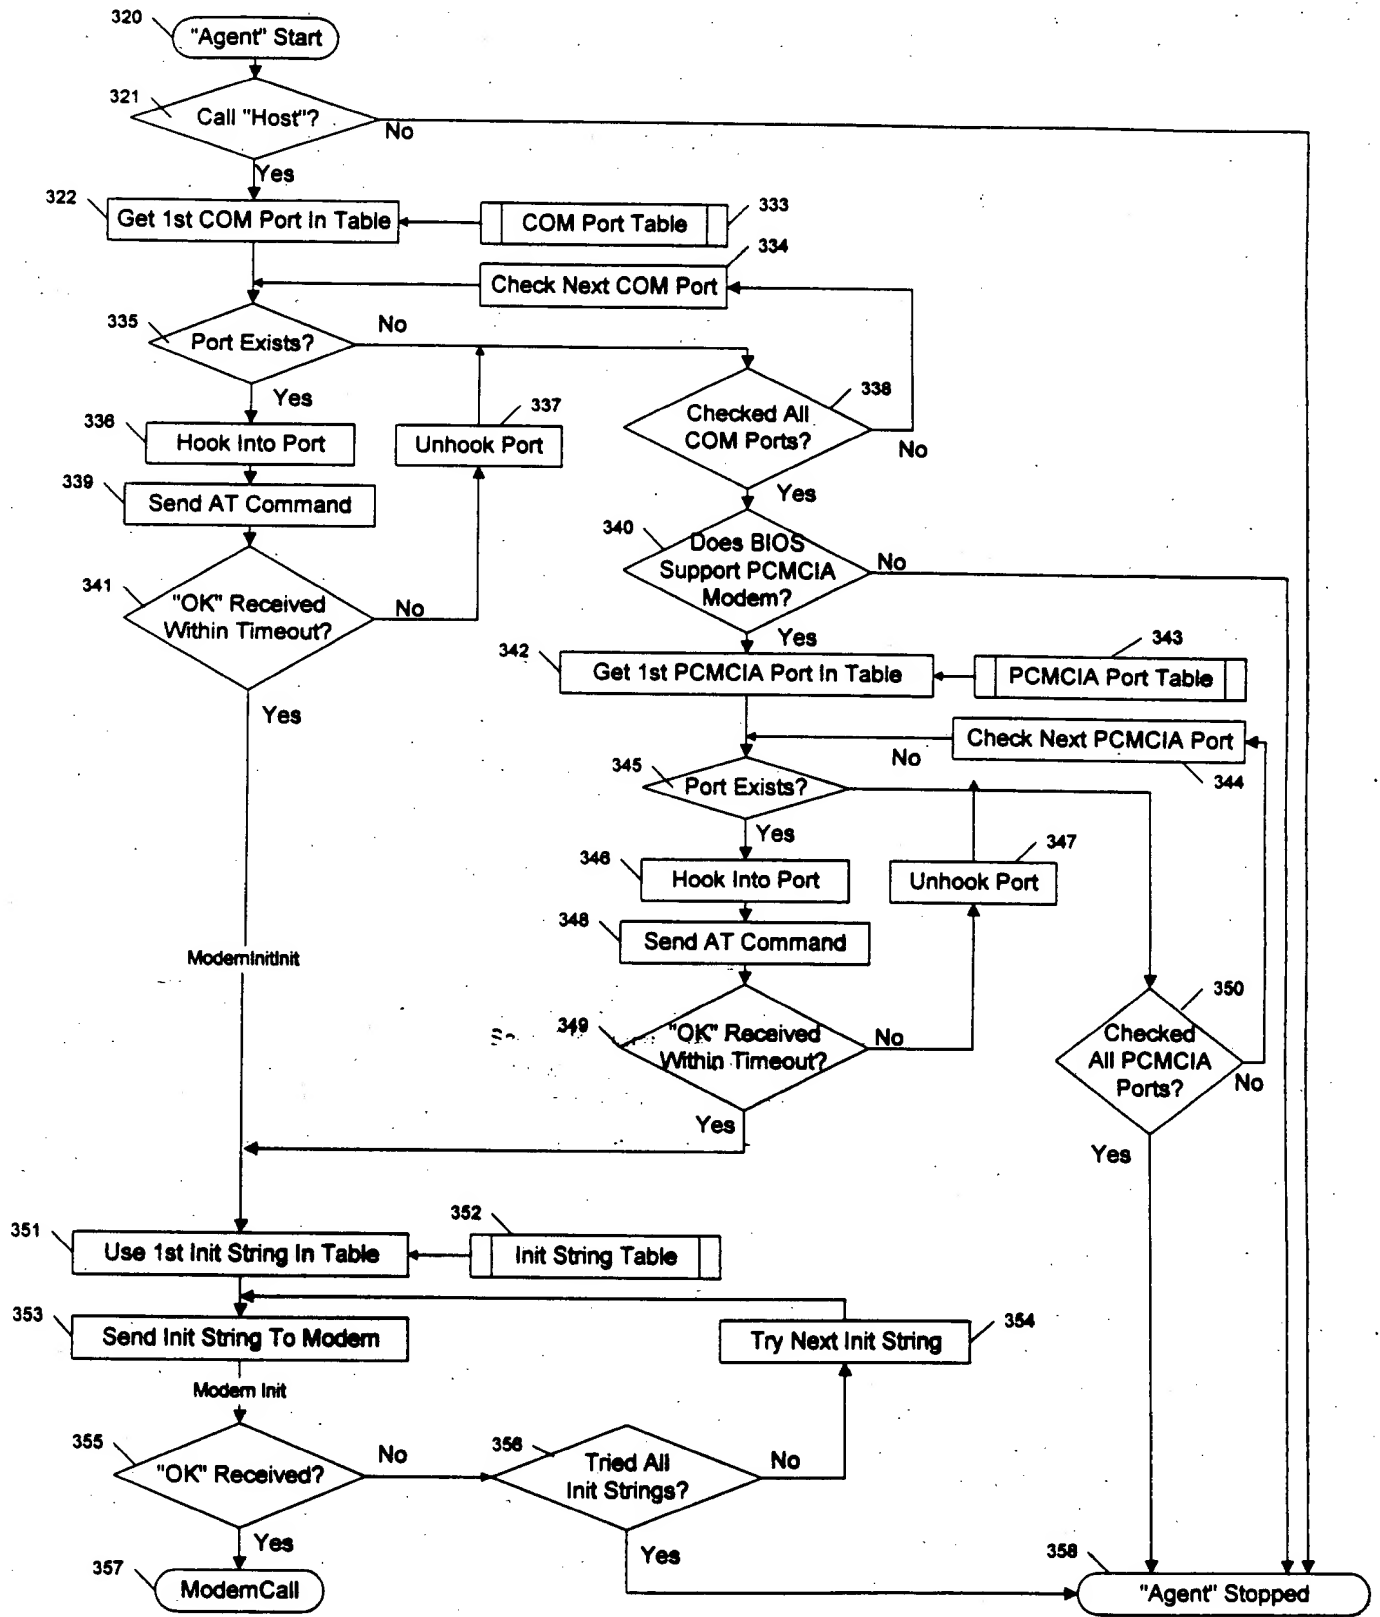 320
"Agent" Start
321
Call "Host"?
No
Yes
322
Get 1st COM Port In Table
COM Port Table
333
334
Check Next COM Port
335
Port Exists?
No
Yes
336
Hook Into Port
337
Unhook Port
338
Checked All
COM Ports?
No
Yes
339
Send AT Command
340
Does BIOS
Support PCMCIA
Modem?
No
Yes
341
"OK" Received
Within Timeout?
No
Yes
342
Get 1st PCMCIA Port In Table
343
PCMCIA Port Table
Check Next PCMCIA Port
344
345
Port Exists?
No
Yes
346
Hook Into Port
347
Unhook Port
348
Send AT Command
ModemInitInit
349
"OK" Received
Within Timeout?
No
Yes
350
Checked
All PCMCIA
Ports?
No
Yes
351
Use 1st Init String In Table
352
Init String Table
353
Send Init String To Modem
354
Try Next Init String
Modem Init
355
"OK" Received?
No
Yes
356
Tried All
Init Strings?
No
Yes
357
ModemCall
358
"Agent" Stopped